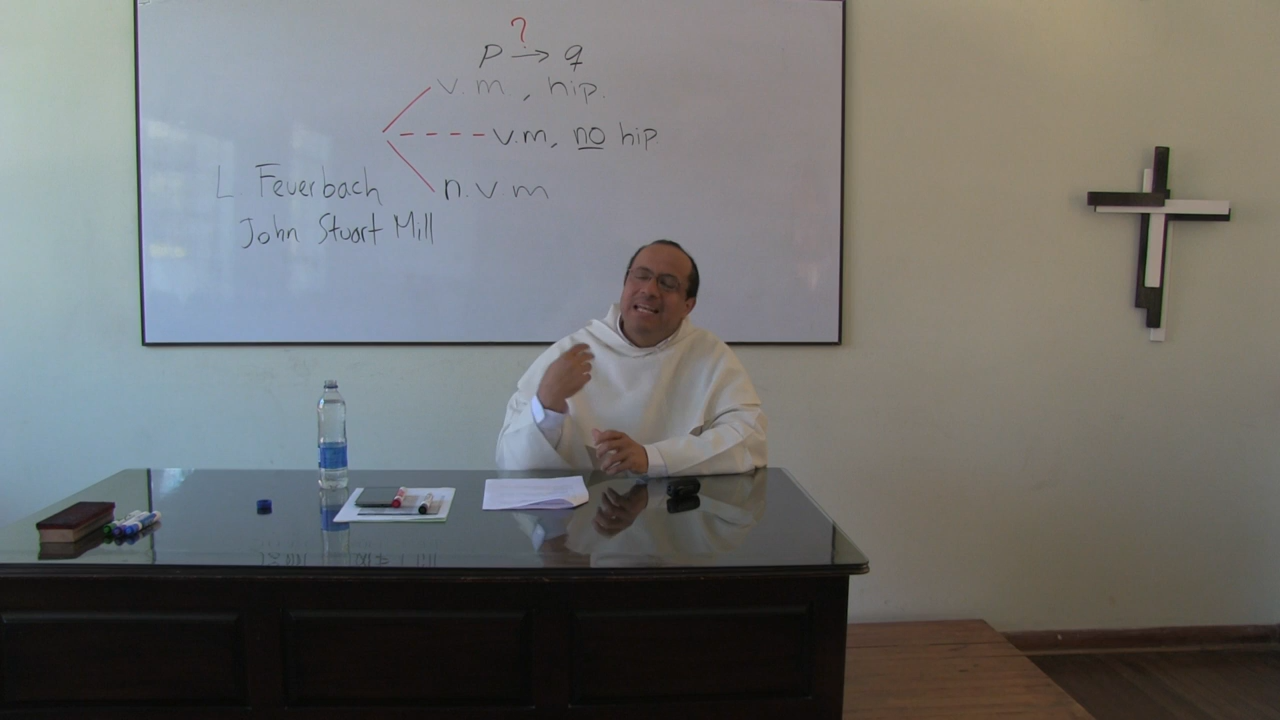 ?
p → q
v.m., hip.
v.m, no hip
n.v.m
L Feuerbach
John Stuart Mill